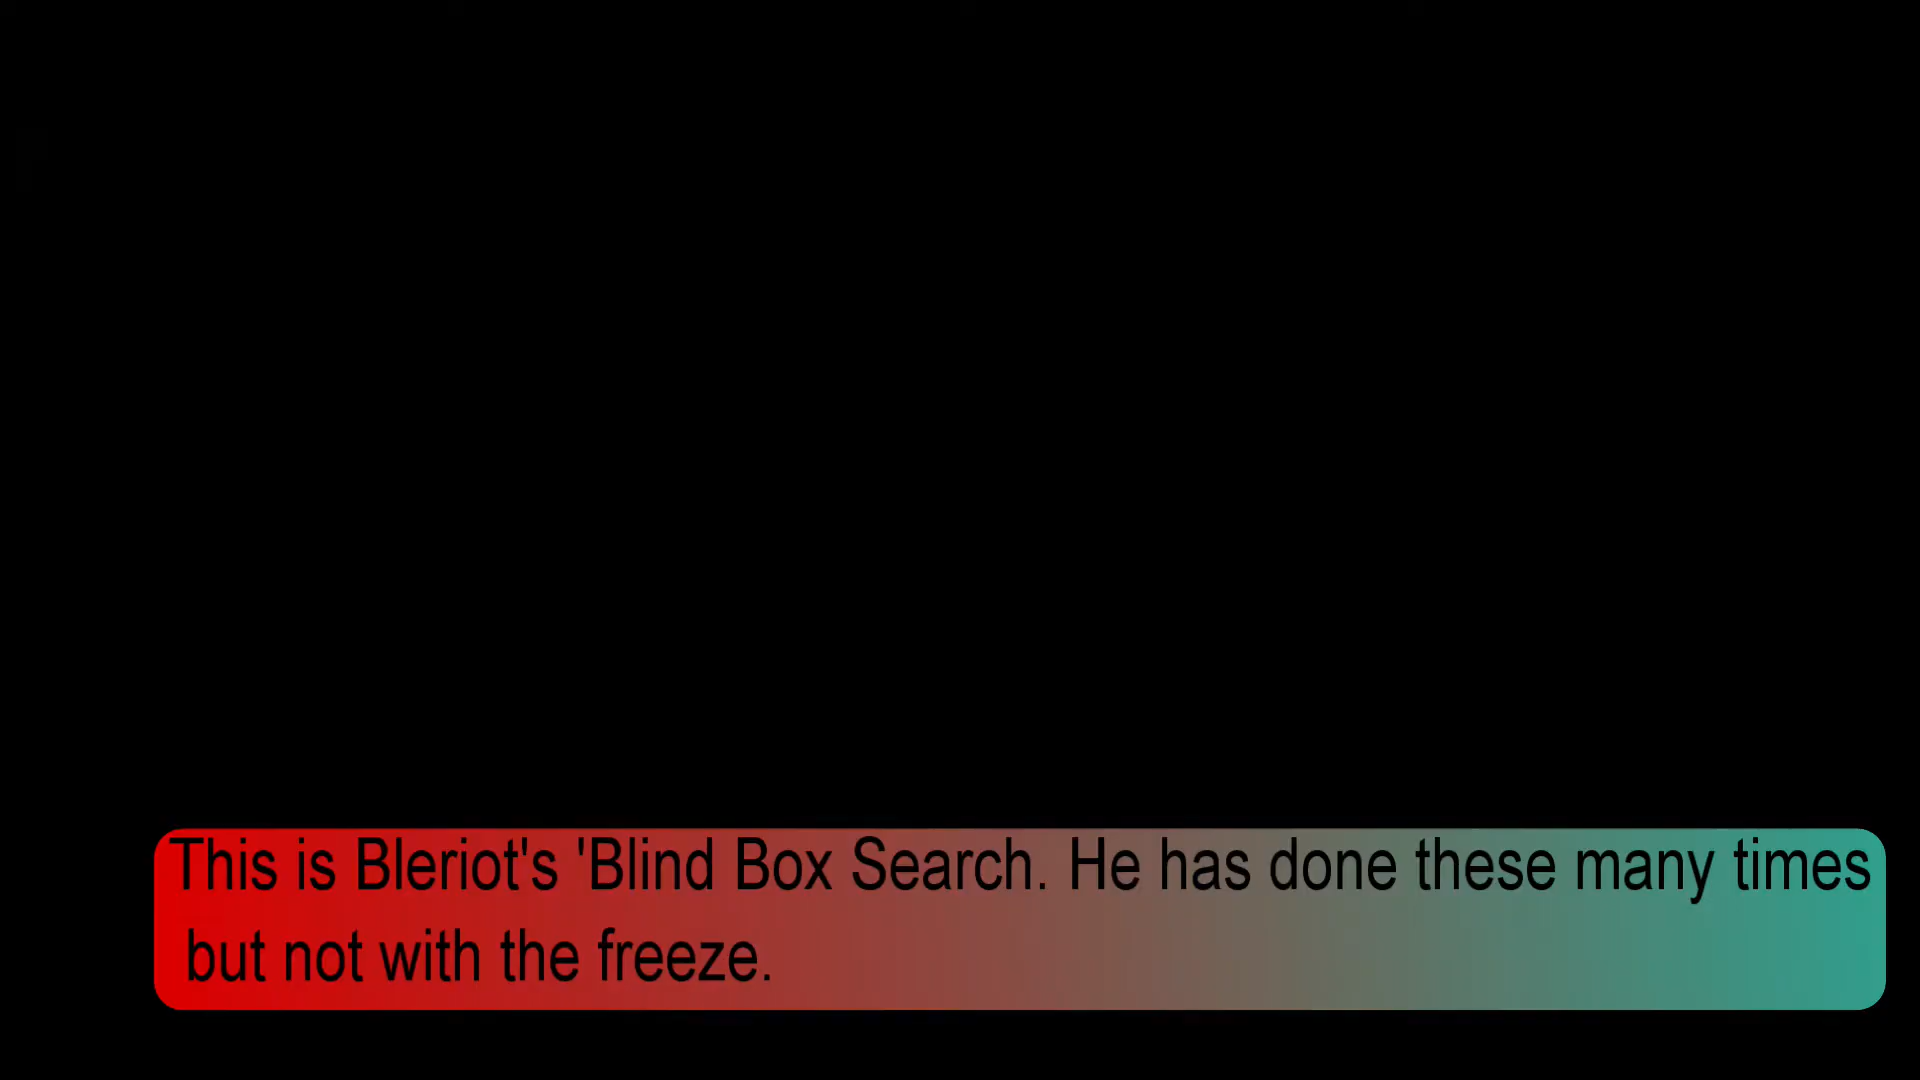 This is Bleriot's 'Blind Box Search. He has done these many times
but not with the freeze.